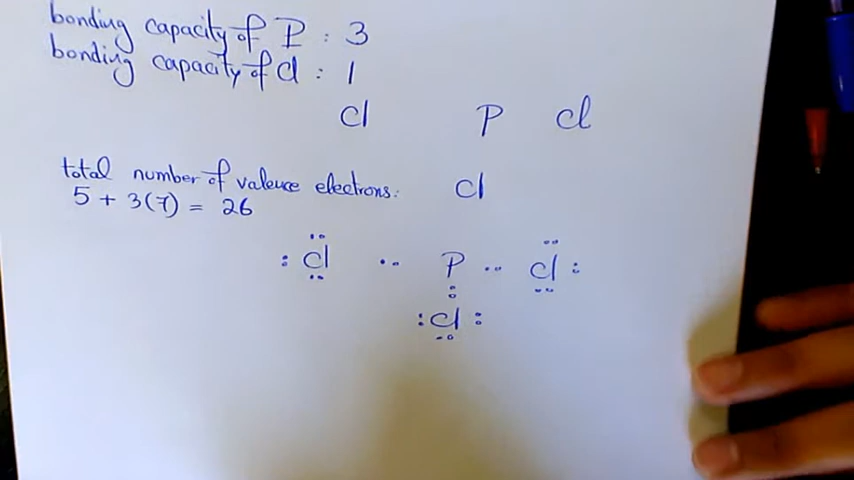 bonding capacity of P : 3
bonding capacity of Cl : 1
Cl P Cl
total number of valence electrons: Cl
5 + 3(7) = 26
: Cl ·· P ·· Cl :
: Cl :